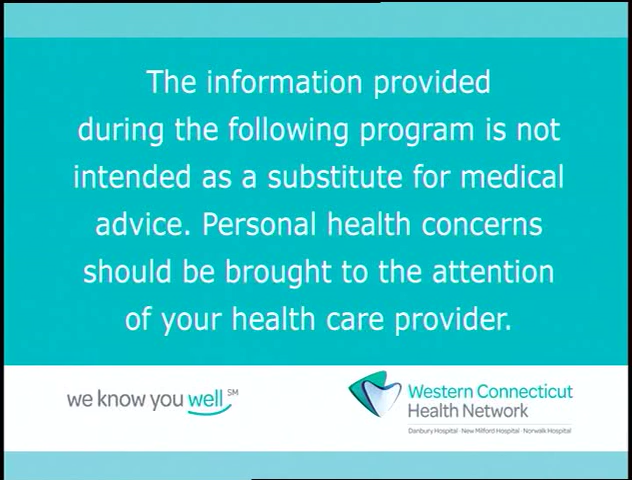 The information provided
during the following program is not
intended as a substitute for medical
advice. Personal health concerns
should be brought to the attention
of your health care provider.
we know you well SM
Western Connecticut
Health Network
Danbury Hospital · New Milford Hospital · Norwalk Hospital